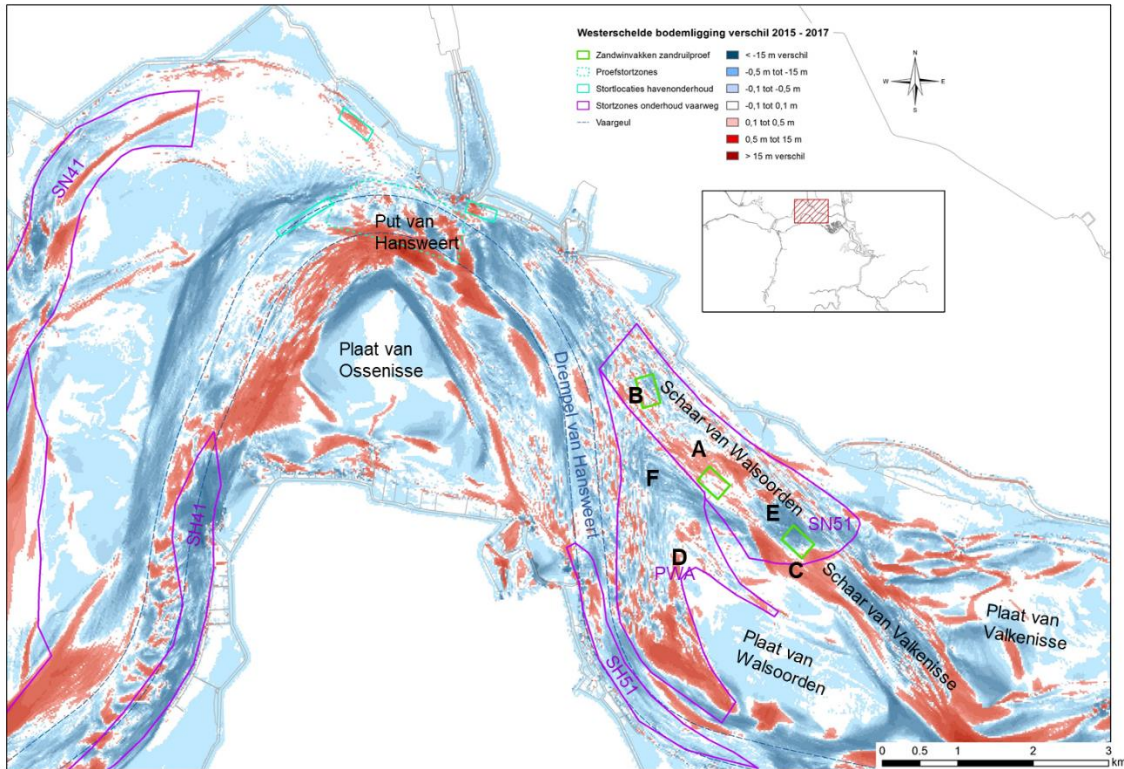 Westerschelde bodemligging verschil 2015 - 2017
Zandwinvakken zandruilproef
Proefstortzones
Stortlocaties havenonderhoud
Stortzones onderhoud vaarweg
Vaargeul
< -15 m verschil
-0,5 m tot -15 m
-0,1 tot -0,5 m
-0,1 tot 0,1 m
0,1 tot 0,5 m
0,5 m tot 15 m
> 15 m verschil
N
W
E
S
SN41
Put van
Hansweert
Plaat van
Ossenisse
Drempel van Hansweert
B
Schaar van Walsoorden
A
F
E
SN51
SH41
D
PWA
C
Schaar van Valkenisse
Plaat van
Valkenisse
Plaat van
Walsoorden
SH51
0 0.5 1 2 3
km